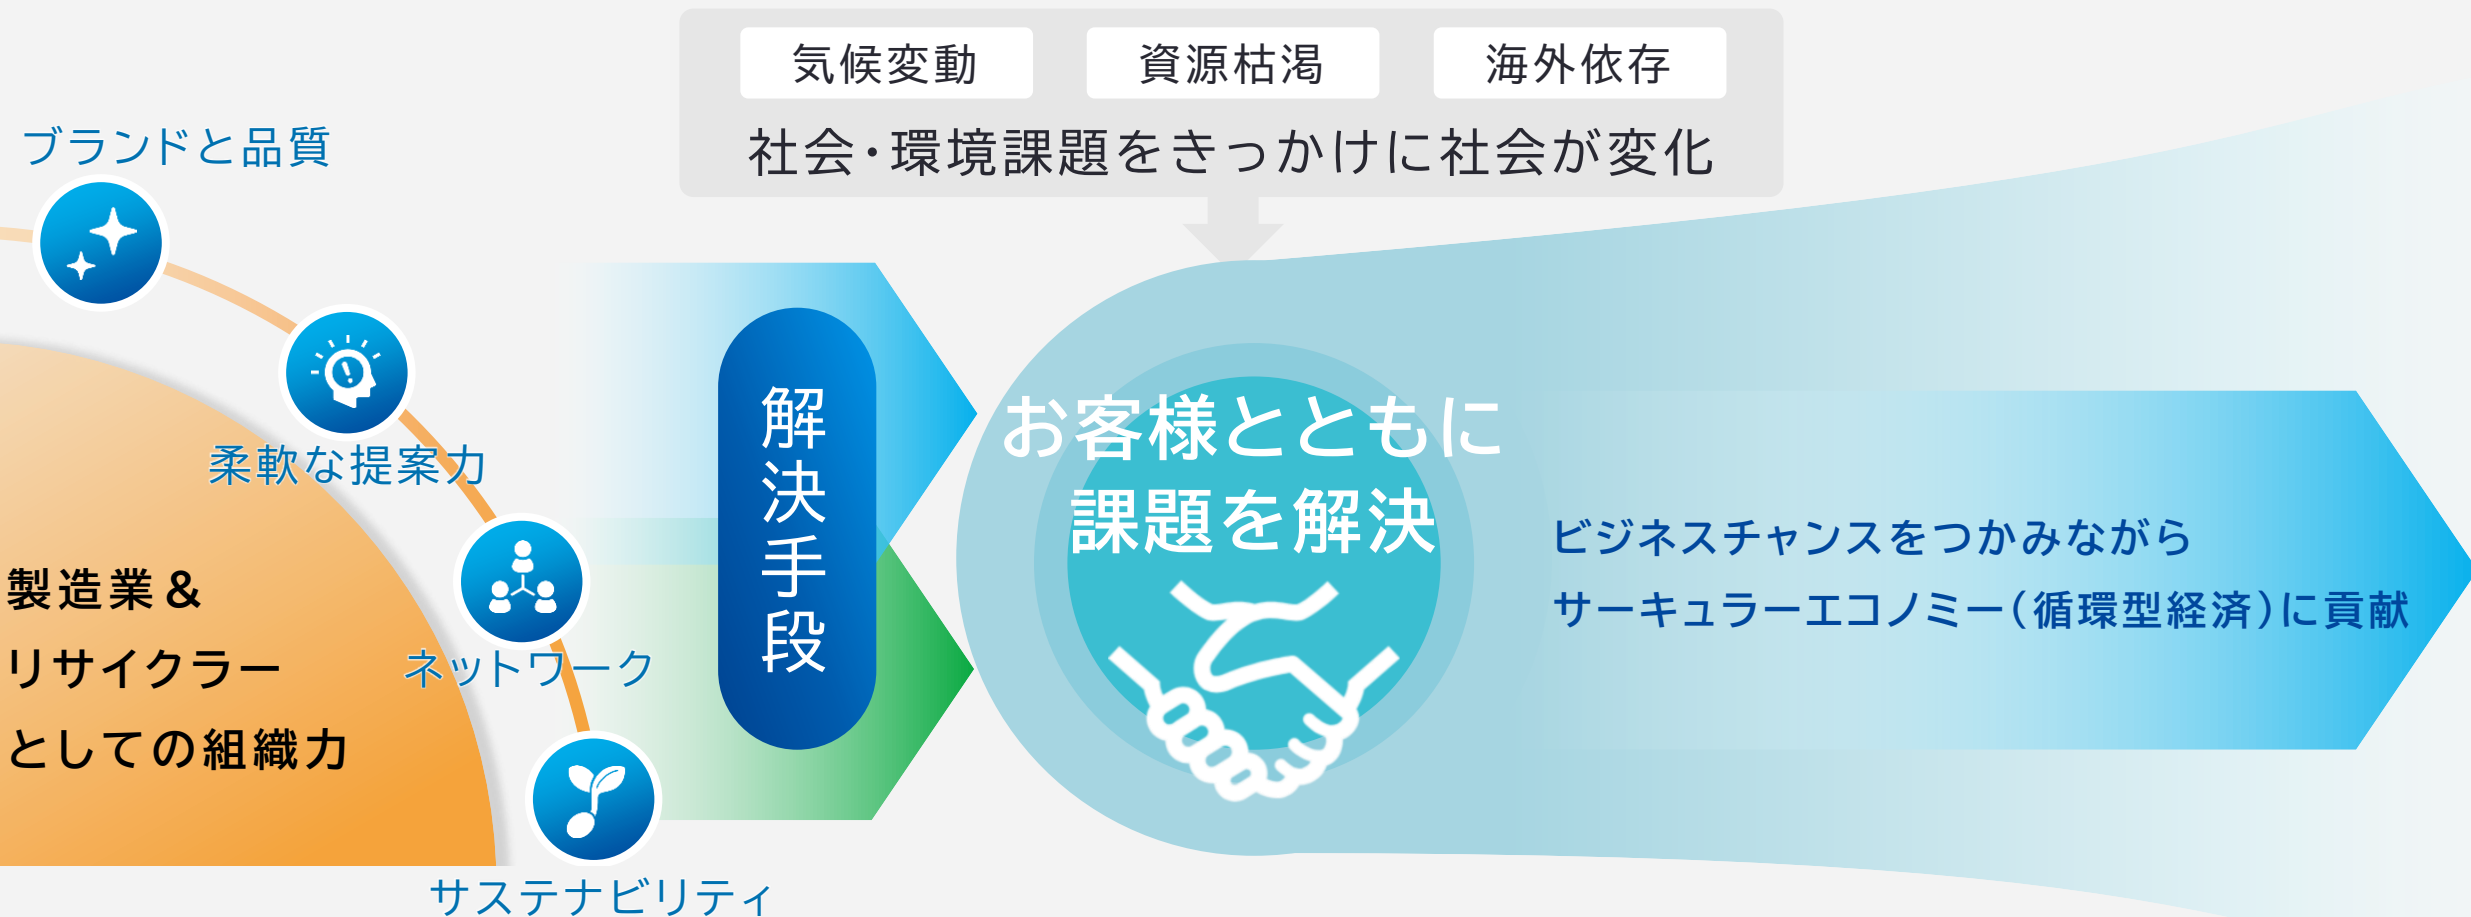 気候変動
資源枯渇
海外依存
社会・環境課題をきっかけに社会が変化
ブランドと品質
柔軟な提案力
ネットワーク
サステナビリティ
製造業&
リサイクラー
としての組織力
解決手段
お客様とともに
課題を解決
ビジネスチャンスをつかみながら
サーキュラーエコノミー(循環型経済)に貢献